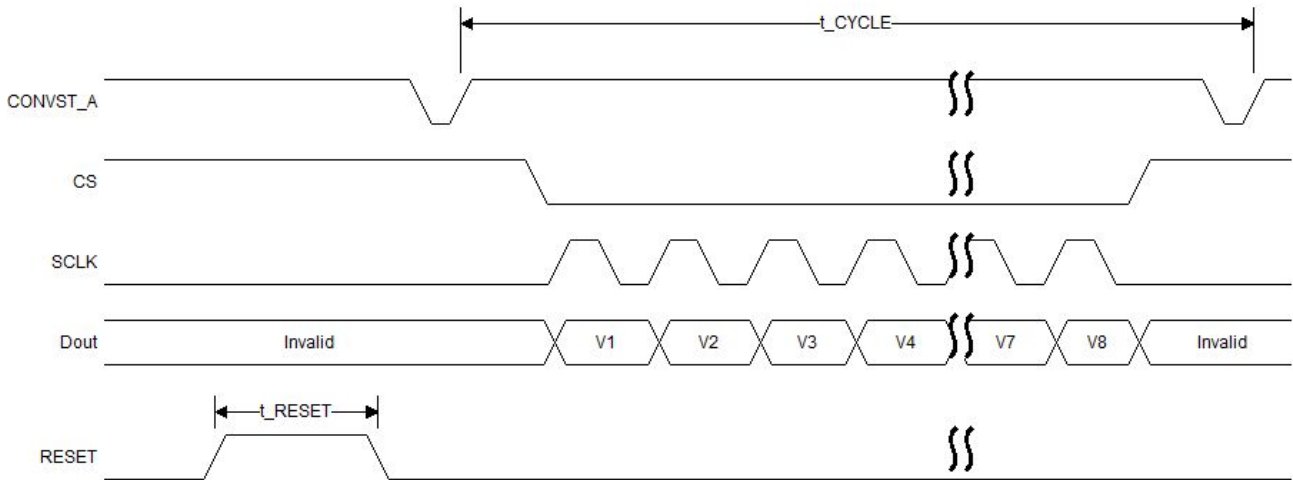 t_CYCLE
CONVST_A
CS
SCLK
Dout Invalid V1 V2 V3 V4 V7 V8 Invalid
t_RESET
RESET